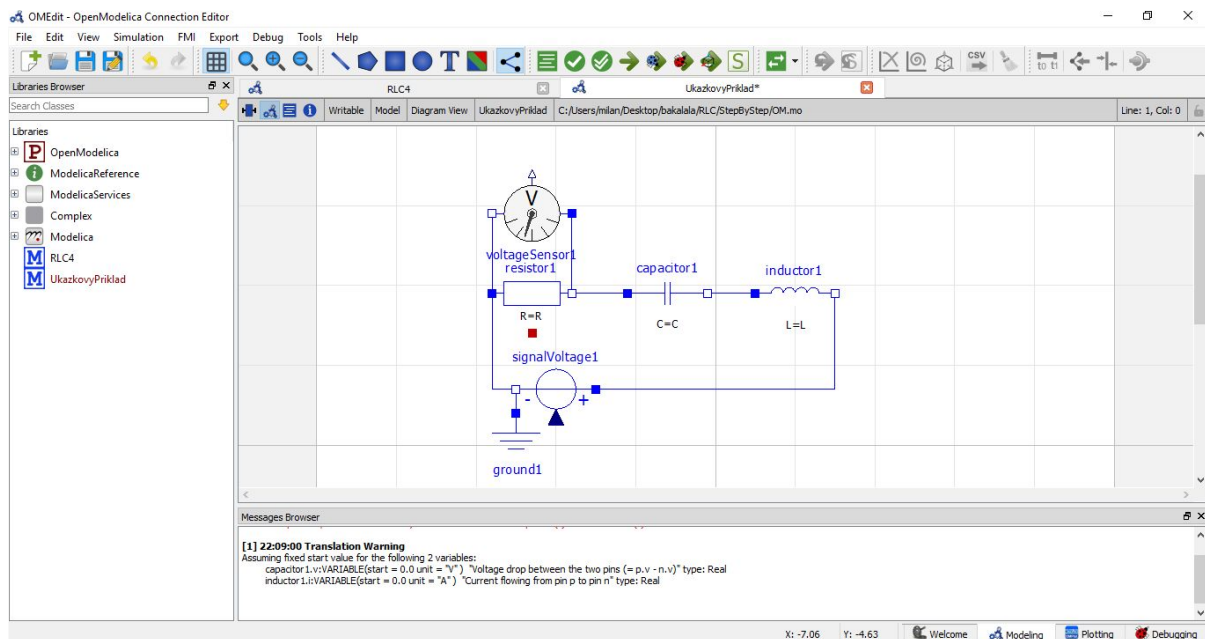 OMEdit - OpenModelica Connection Editor
File Edit View Simulation FMI Export Debug Tools Help
T S CSV to ti
Libraries Browser
RLC4 UkazkovyPriklad*
Search Classes
Writable Model Diagram View UkazkovyPriklad C:/Users/milan/Desktop/bakalala/RLC/StepByStep/OM.mo Line: 1, Col: 0
Libraries
P OpenModelica
i ModelicaReference
ModelicaServices
Complex
Modelica
M RLC4
M UkazkovyPriklad
V
voltageSensor1
resistor1 capacitor1 inductor1
R=R C=C L=L
signalVoltage1
- +
ground1
Messages Browser
[1] 22:09:00 Translation Warning
Assuming fixed start value for the following 2 variables:
capacitor1.v:VARIABLE(start = 0.0 unit = "V" ) "Voltage drop between the two pins (= p.v - n.v)" type: Real
inductor1.i:VARIABLE(start = 0.0 unit = "A" ) "Current flowing from pin p to pin n" type: Real
X: -7.06 Y: -4.63 Welcome Modeling Plotting Debugging